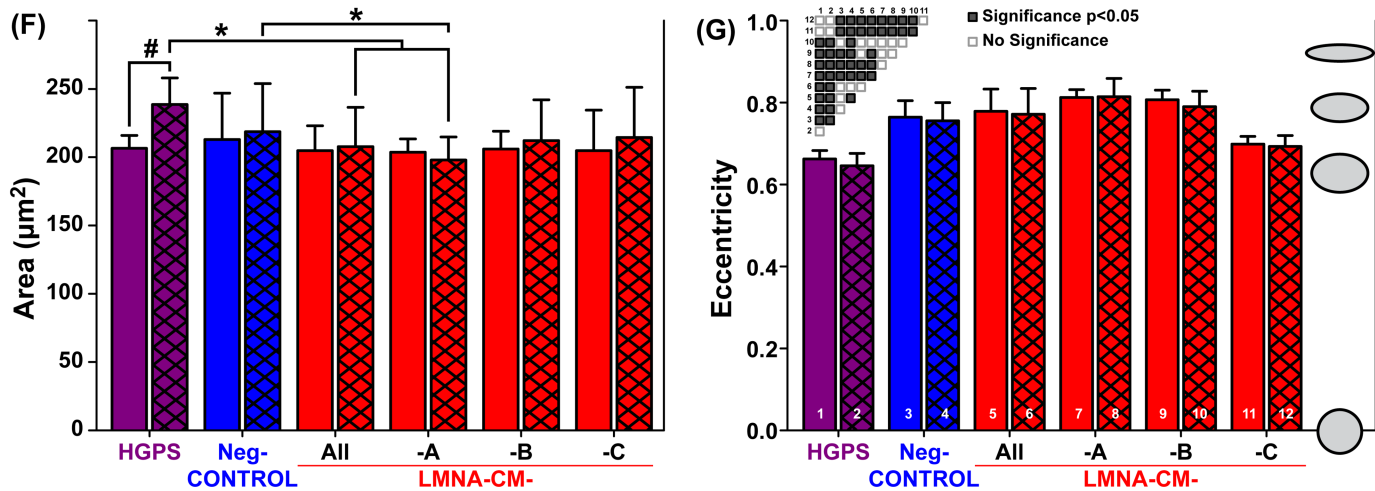 (F)
Area (µm²)
250
200
150
100
50
0
#
*
*
HGPS
Neg-
CONTROL
All
-A
-B
-C
LMNA-CM-
(G)
Eccentricity
1.0
0.8
0.6
0.4
0.2
0.0
1 2 3 4 5 6 7 8 9 10 11
12
11
10
9
8
7
6
5
4
3
2
Significance p<0.05
No Significance
1 2 3 4 5 6 7 8 9 10 11 12
HGPS
Neg-
CONTROL
All
-A
-B
-C
LMNA-CM-